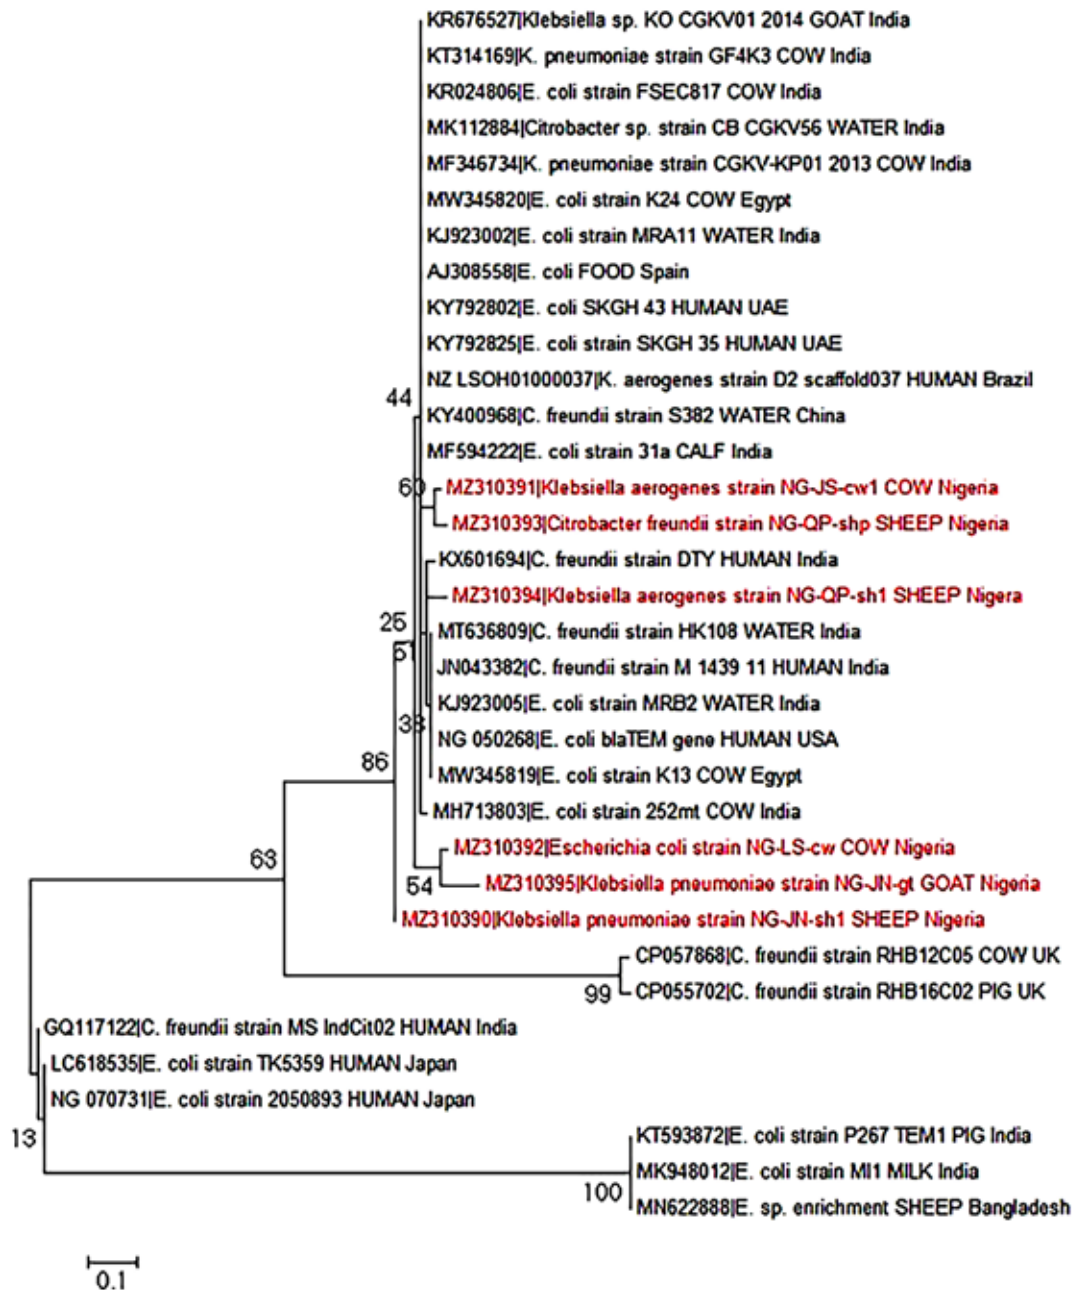 KR676527|Klebsiella sp. KO CGKV01 2014 GOAT India
KT314169|K. pneumoniae strain GF4K3 COW India
KR024806|E. coli strain FSEC817 COW India
MK112884|Citrobacter sp. strain CB CGKV56 WATER India
MF346734|K. pneumoniae strain CGKV-KP01 2013 COW India
MW345820|E. coli strain K24 COW Egypt
KJ923002|E. coli strain MRA11 WATER India
AJ308558|E. coli FOOD Spain
KY792802|E. coli SKGH 43 HUMAN UAE
KY792825|E. coli strain SKGH 35 HUMAN UAE
NZ LSOH01000037|K. aerogenes strain D2 scaffold037 HUMAN Brazil
44
KY400968|C. freundii strain S382 WATER China
MF594222|E. coli strain 31a CALF India
60
MZ310391|Klebsiella aerogenes strain NG-JS-cw1 COW Nigeria
MZ310393|Citrobacter freundii strain NG-QP-shp SHEEP Nigeria
KX601694|C. freundii strain DTY HUMAN India
MZ310394|Klebsiella aerogenes strain NG-QP-sh1 SHEEP Nigera
25
MT636809|C. freundii strain HK108 WATER India
51
JN043382|C. freundii strain M 1439 11 HUMAN India
KJ923005|E. coli strain MRB2 WATER India
38
NG 050268|E. coli blaTEM gene HUMAN USA
86
MW345819|E. coli strain K13 COW Egypt
MH713803|E. coli strain 252mt COW India
MZ310392|Escherichia coli strain NG-LS-cw COW Nigeria
63
54
MZ310395|Klebsiella pneumoniae strain NG-JN-gt GOAT Nigeria
MZ310390|Klebsiella pneumoniae strain NG-JN-sh1 SHEEP Nigeria
CP057868|C. freundii strain RHB12C05 COW UK
99
CP055702|C. freundii strain RHB16C02 PIG UK
GQ117122|C. freundii strain MS IndCit02 HUMAN India
LC618535|E. coli strain TK5359 HUMAN Japan
NG 070731|E. coli strain 2050893 HUMAN Japan
13
KT593872|E. coli strain P267 TEM1 PIG India
MK948012|E. coli strain MI1 MILK India
100
MN622888|E. sp. enrichment SHEEP Bangladesh
0.1